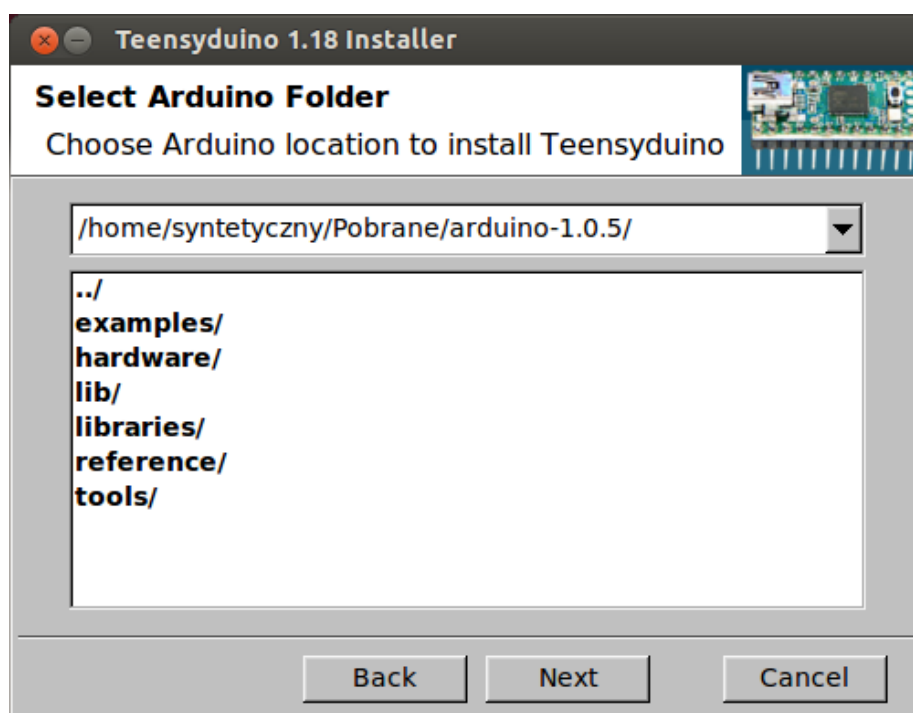 Teensyduino 1.18 Installer
Select Arduino Folder
Choose Arduino location to install Teensyduino
/home/syntetyczny/Pobrane/arduino-1.0.5/
../
examples/
hardware/
lib/
libraries/
reference/
tools/
Back Next Cancel